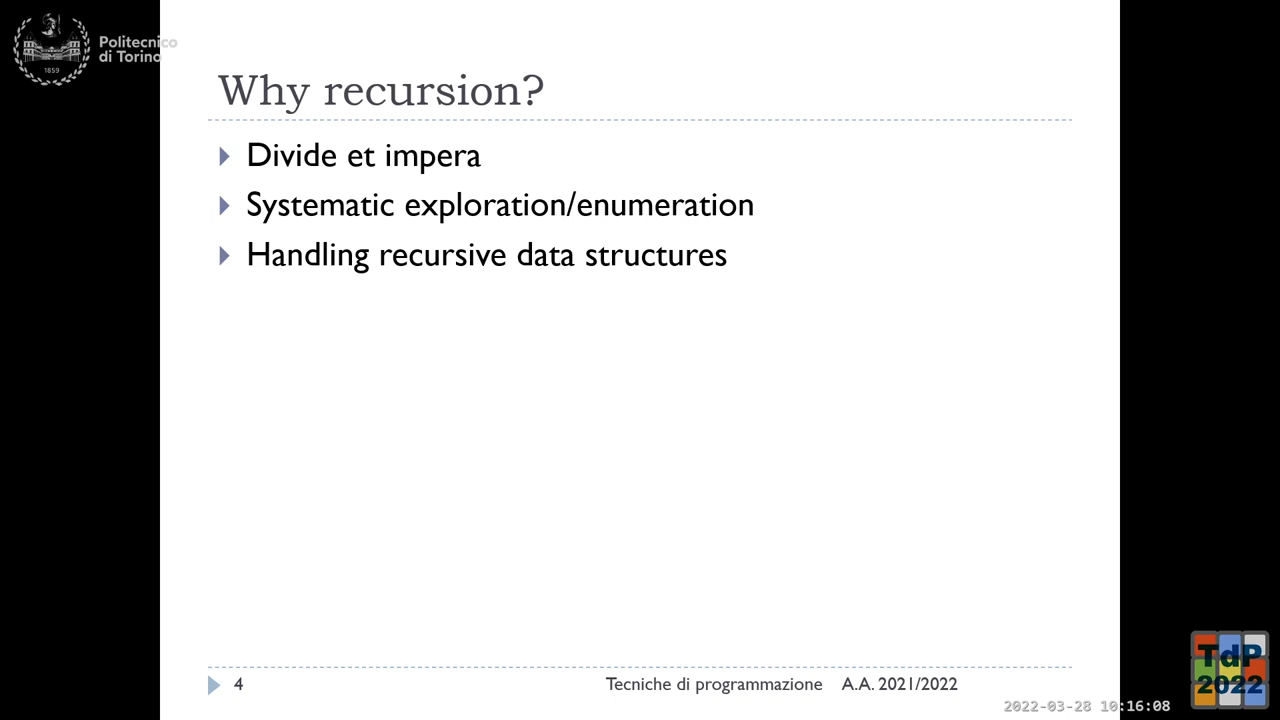 Politecnico
di Torino
1859
Why recursion?
Divide et impera
Systematic exploration/enumeration
Handling recursive data structures
4
Tecniche di programmazione A.A. 2021/2022
2022-03-28 10:16:08
TdP
2022